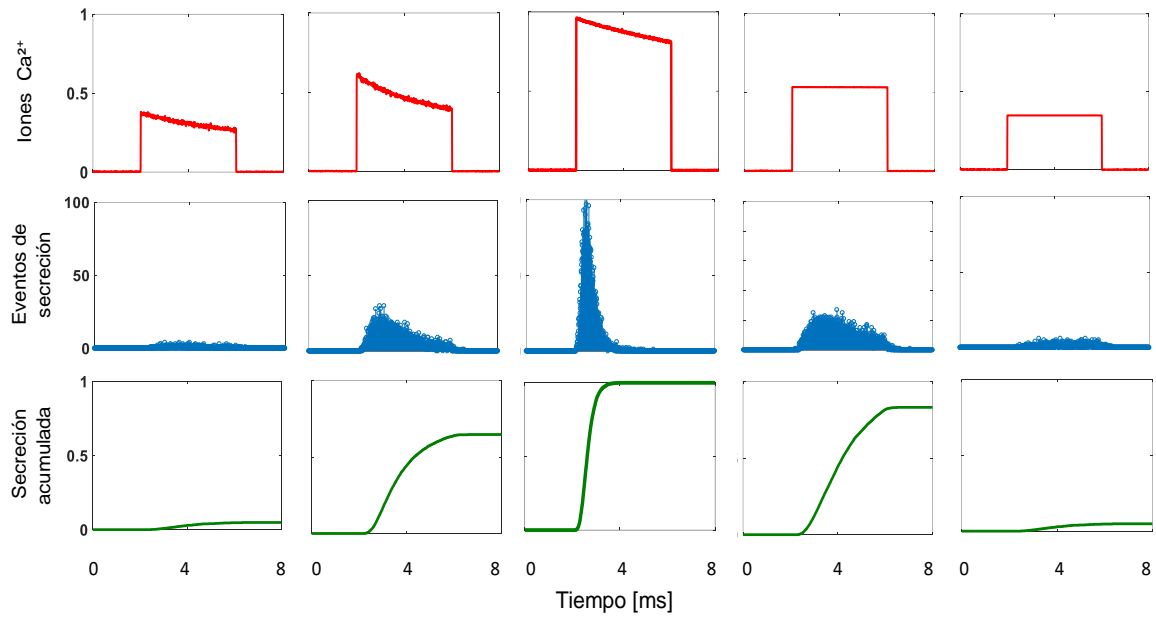 1
Iones Ca²⁺
0.5
0
100
Eventos de
secreción
50
0
1
Secreción
acumulada
0.5
0
0 4 8 0 4 8 0 4 8 0 4 8 0 4 8
Tiempo [ms]